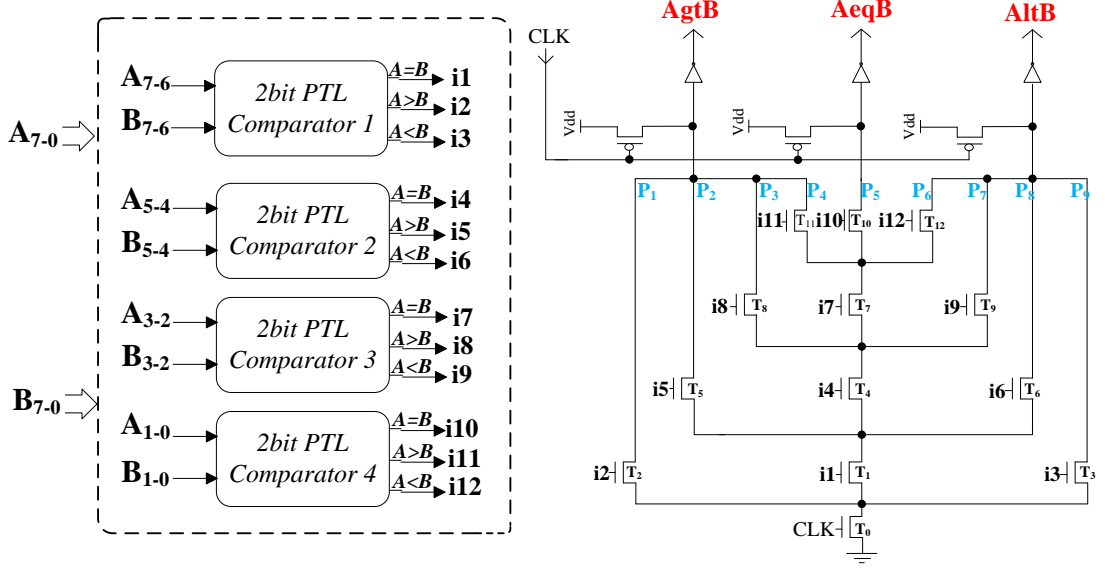 AgtB AeqB AltB
CLK
A7-0
B7-0
A7-6
B7-6
2bit PTL
Comparator 1
A=B i1
A>B i2
A<B i3
A5-4
B5-4
2bit PTL
Comparator 2
A=B i4
A>B i5
A<B i6
A3-2
B3-2
2bit PTL
Comparator 3
A=B i7
A>B i8
A<B i9
A1-0
B1-0
2bit PTL
Comparator 4
A=B i10
A>B i11
A<B i12
Vdd Vdd Vdd
P1 P2 P3 P4 P5 P6 P7 P8 P9
i11 T11 i10 T10 i12 T12
i8 T8 i7 T7 i9 T9
i5 T5 i4 T4 i6 T6
i2 T2 i1 T1 i3 T3
CLK T0